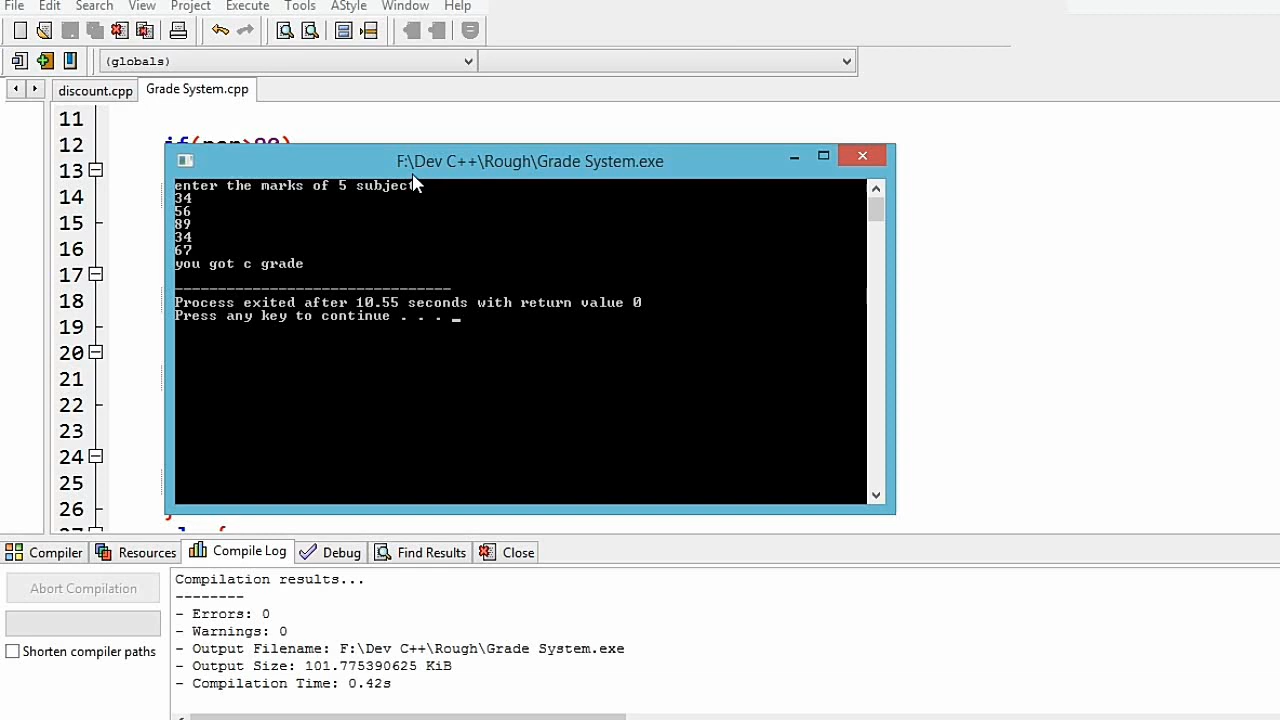 File Edit Search View Project Execute Tools AStyle Window Help
(globals)
discount.cpp Grade System.cpp
11
12
13
14
15
16
17
18
19
20
21
22
23
24
25
26
F:\Dev C++\Rough\Grade System.exe
enter the marks of 5 subject
34
56
89
34
67
you got c grade
--------------------------------
Process exited after 10.55 seconds with return value 0
Press any key to continue . . . _
Compiler Resources Compile Log Debug Find Results Close
Abort Compilation
Shorten compiler paths
Compilation results...
--------
- Errors: 0
- Warnings: 0
- Output Filename: F:\Dev C++\Rough\Grade System.exe
- Output Size: 101.775390625 KiB
- Compilation Time: 0.42s